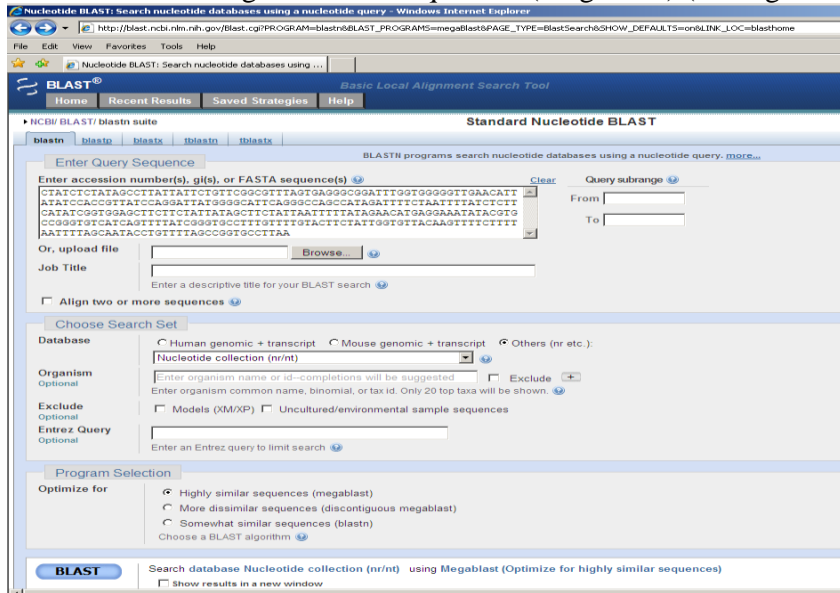 Nucleotide BLAST: Search nucleotide databases using a nucleotide query - Windows Internet Explorer
http://blast.ncbi.nlm.nih.gov/Blast.cgi?PROGRAM=blastn&BLAST_PROGRAMS=megaBlast&PAGE_TYPE=BlastSearch&SHOW_DEFAULTS=on&LINK_LOC=blasthome
File Edit View Favorites Tools Help
Nucleotide BLAST: Search nucleotide databases using ...
BLAST® Basic Local Alignment Search Tool
Home Recent Results Saved Strategies Help
NCBI/ BLAST/ blastn suite Standard Nucleotide BLAST
blastn blastp blastx tblastn tblastx
Enter Query Sequence BLASTN programs search nucleotide databases using a nucleotide query. more...
Enter accession number(s), gi(s), or FASTA sequence(s) Clear Query subrange
CTATCTCTATAGCCTTATTATTCTGTTCGGCGTTTAGTGAGGGCGGATTTGGTGGGGGTTGAACATT
ATATCCACCGTTATCCAGGATTATGGGGCATTCAGGGCCAGCCATAGATTTTCTAATTTTATCTCTT
CATATCGGTGGAGCTTCTTCTATTATAGCTTCTATTAATTTTTATAGAACATGAGGAAATATACGTG
CCGGGTGTCATCAGTTTTATCGGGTGCCTTGTTTTGTACTTCTATTGGTGTTACAAGTTTTCTTTT
AATTTTAGCAATACCTGTTTTAGCCGGTGCCTTAA
From
To
Or, upload file Browse...
Job Title
Enter a descriptive title for your BLAST search
Align two or more sequences
Choose Search Set
Database Human genomic + transcript Mouse genomic + transcript Others (nr etc.):
Nucleotide collection (nr/nt)
Organism Enter organism name or id--completions will be suggested Exclude +
Optional
Enter organism common name, binomial, or tax id. Only 20 top taxa will be shown.
Exclude Models (XM/XP) Uncultured/environmental sample sequences
Optional
Entrez Query
Optional
Enter an Entrez query to limit search
Program Selection
Optimize for Highly similar sequences (megablast)
More dissimilar sequences (discontiguous megablast)
Somewhat similar sequences (blastn)
Choose a BLAST algorithm
BLAST Search database Nucleotide collection (nr/nt) using Megablast (Optimize for highly similar sequences)
Show results in a new window